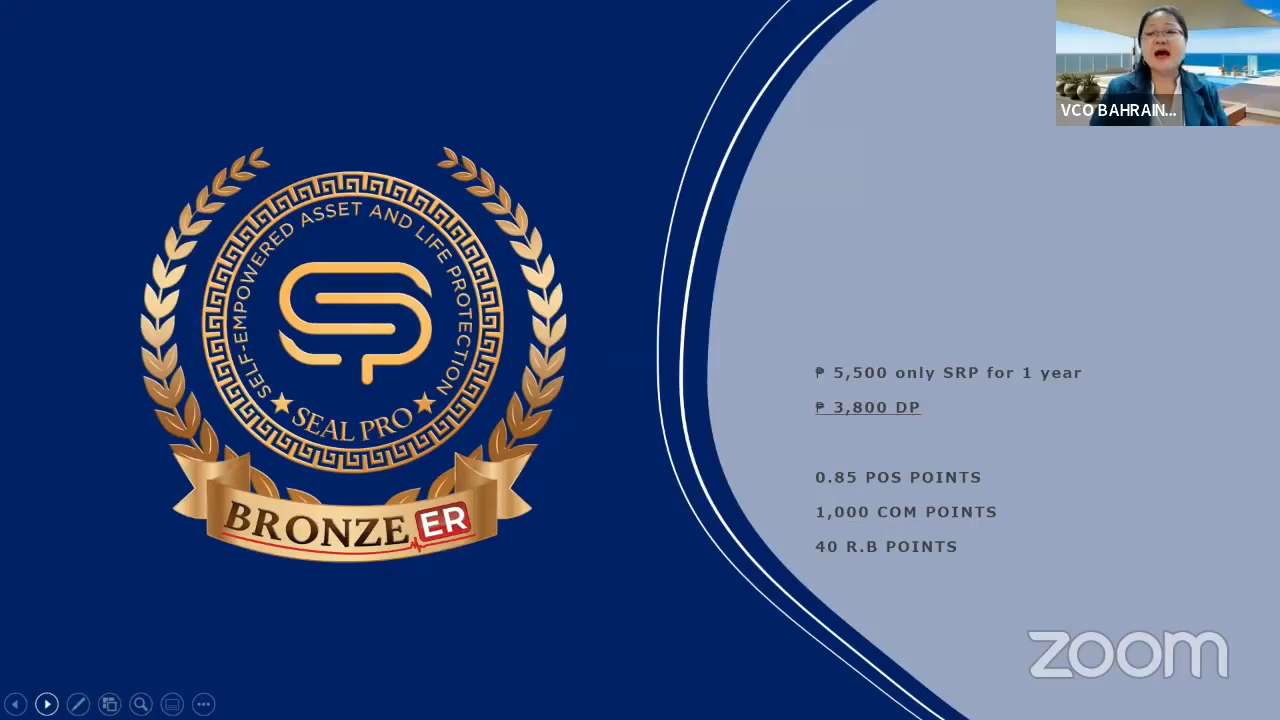 VCO BAHRAIN...
SELF-EMPOWERED ASSET AND LIFE PROTECTION
SP
SEAL PRO
BRONZE ER
₱ 5,500 only SRP for 1 year
₱ 3,800 DP
0.85 POS POINTS
1,000 COM POINTS
40 R.B POINTS
zoom